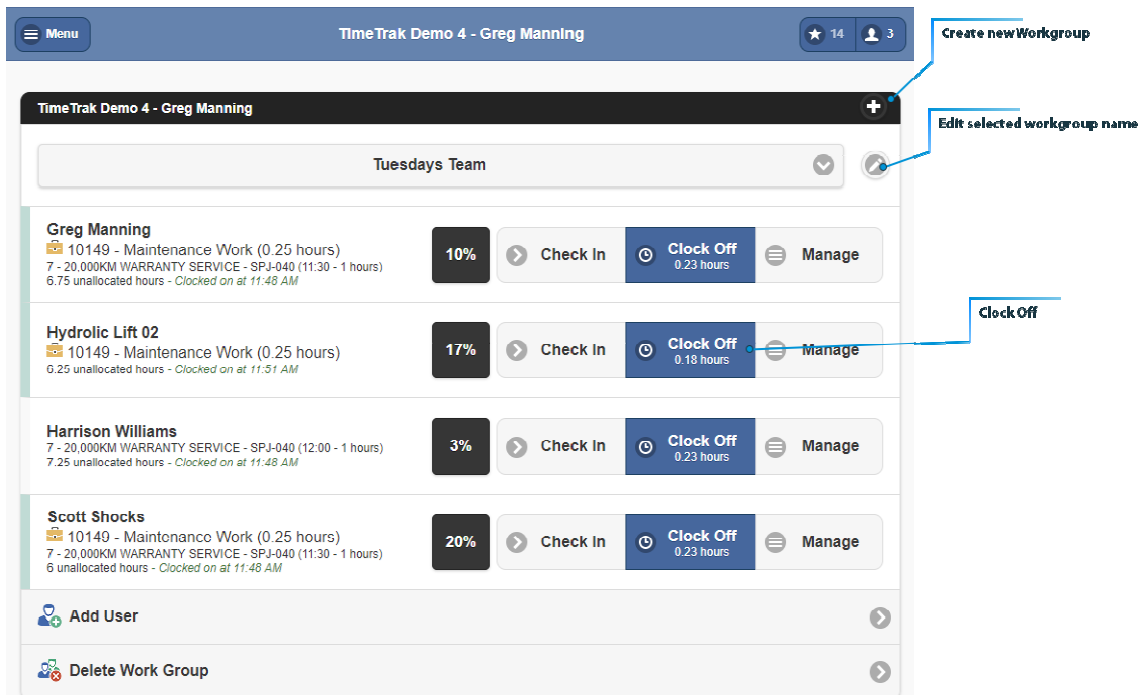 Menu
TimeTrak Demo 4 - Greg Manning
14
3
Create new Workgroup
TimeTrak Demo 4 - Greg Manning
Edit selected workgroup name
Tuesdays Team
Greg Manning
10149 - Maintenance Work (0.25 hours)
7 - 20,000KM WARRANTY SERVICE - SPJ-040 (11:30 - 1 hours)
6.75 unallocated hours - Clocked on at 11:48 AM
10%
Check In
Clock Off
0.23 hours
Manage
Hydrolic Lift 02
10149 - Maintenance Work (0.25 hours)
6.25 unallocated hours - Clocked on at 11:51 AM
17%
Check In
Clock Off
0.18 hours
Manage
Clock Off
Harrison Williams
7 - 20,000KM WARRANTY SERVICE - SPJ-040 (12:00 - 1 hours)
7.25 unallocated hours - Clocked on at 11:48 AM
3%
Check In
Clock Off
0.23 hours
Manage
Scott Shocks
10149 - Maintenance Work (0.25 hours)
7 - 20,000KM WARRANTY SERVICE - SPJ-040 (11:30 - 1 hours)
6 unallocated hours - Clocked on at 11:48 AM
20%
Check In
Clock Off
0.23 hours
Manage
Add User
Delete Work Group